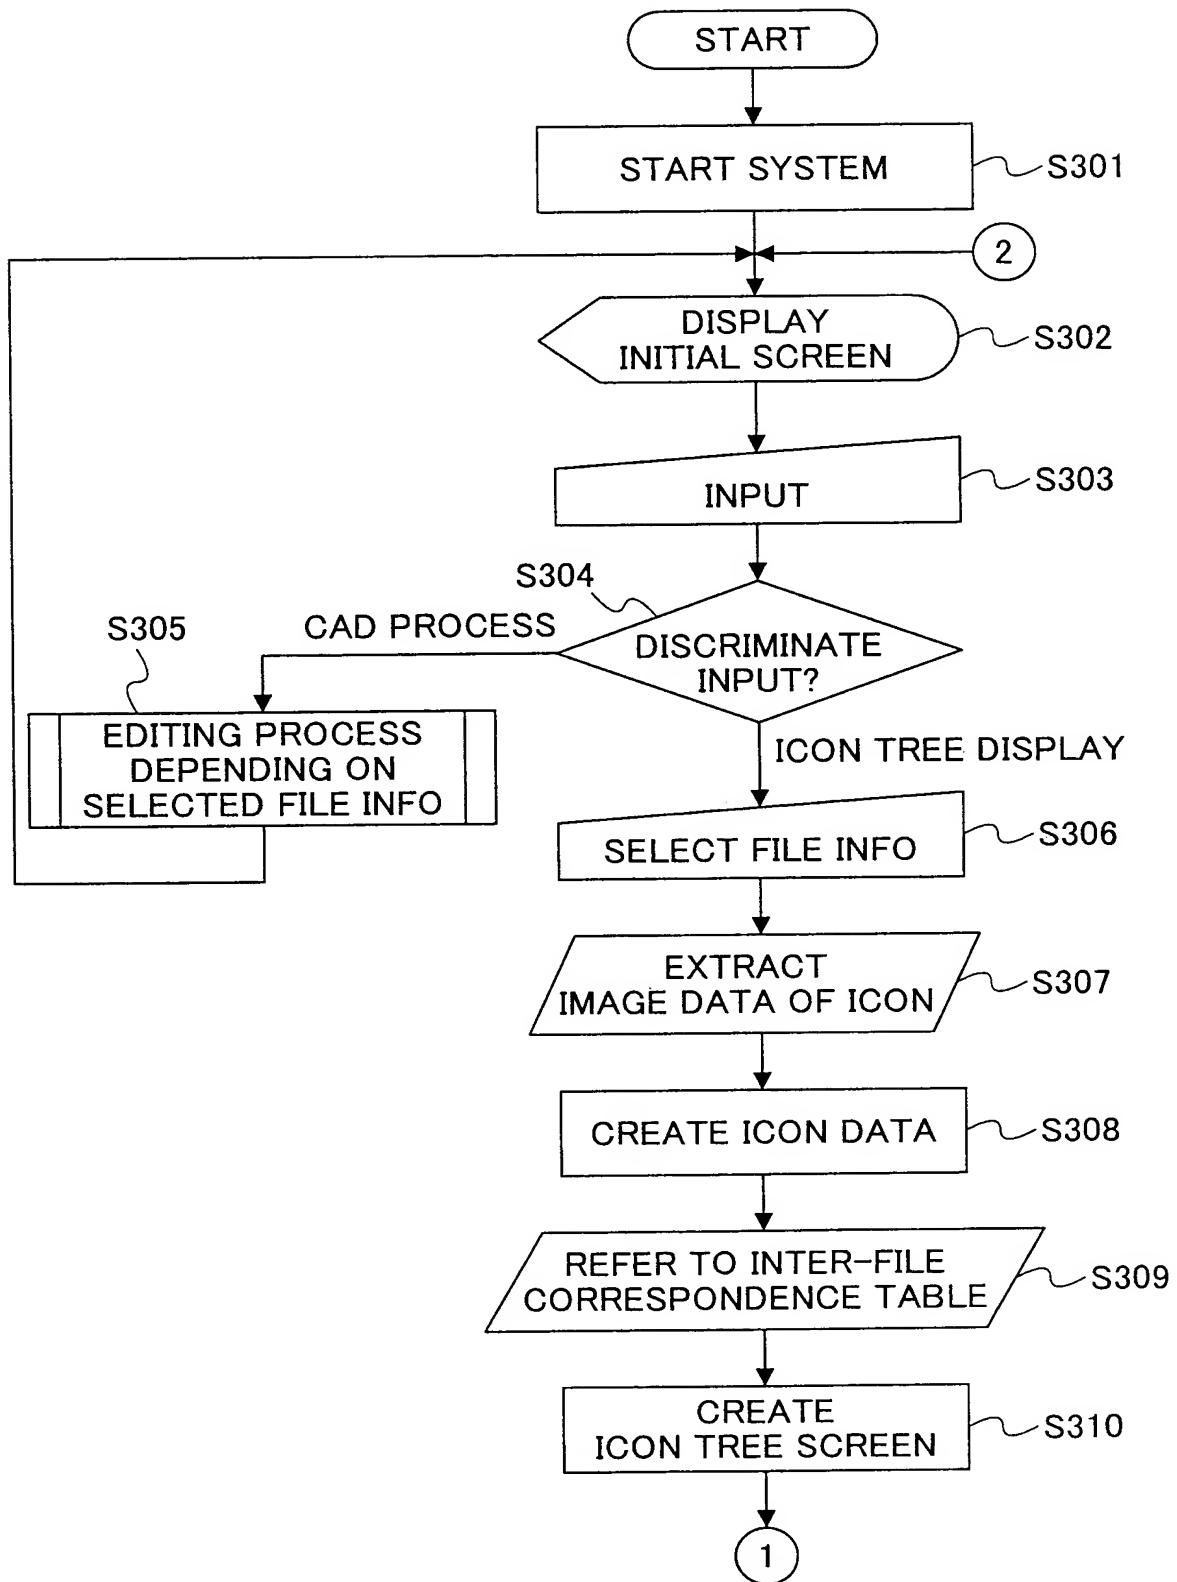 START
START SYSTEM
S301
2
DISPLAY
INITIAL SCREEN
S302
INPUT
S303
S304
DISCRIMINATE
INPUT?
CAD PROCESS
S305
EDITING PROCESS
DEPENDING ON
SELECTED FILE INFO
ICON TREE DISPLAY
SELECT FILE INFO
S306
EXTRACT
IMAGE DATA OF ICON
S307
CREATE ICON DATA
S308
REFER TO INTER-FILE
CORRESPONDENCE TABLE
S309
CREATE
ICON TREE SCREEN
S310
1